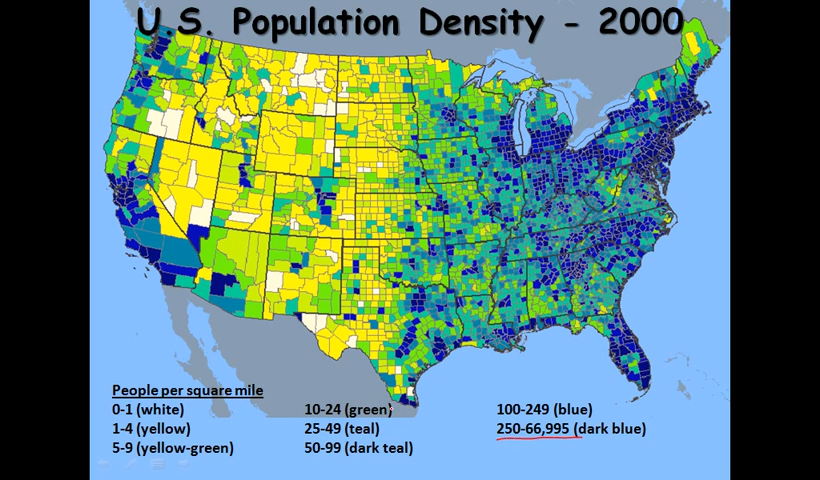 U.S. Population Density - 2000
People per square mile
0-1 (white)
1-4 (yellow)
5-9 (yellow-green)
10-24 (green)
25-49 (teal)
50-99 (dark teal)
100-249 (blue)
250-66,995 (dark blue)